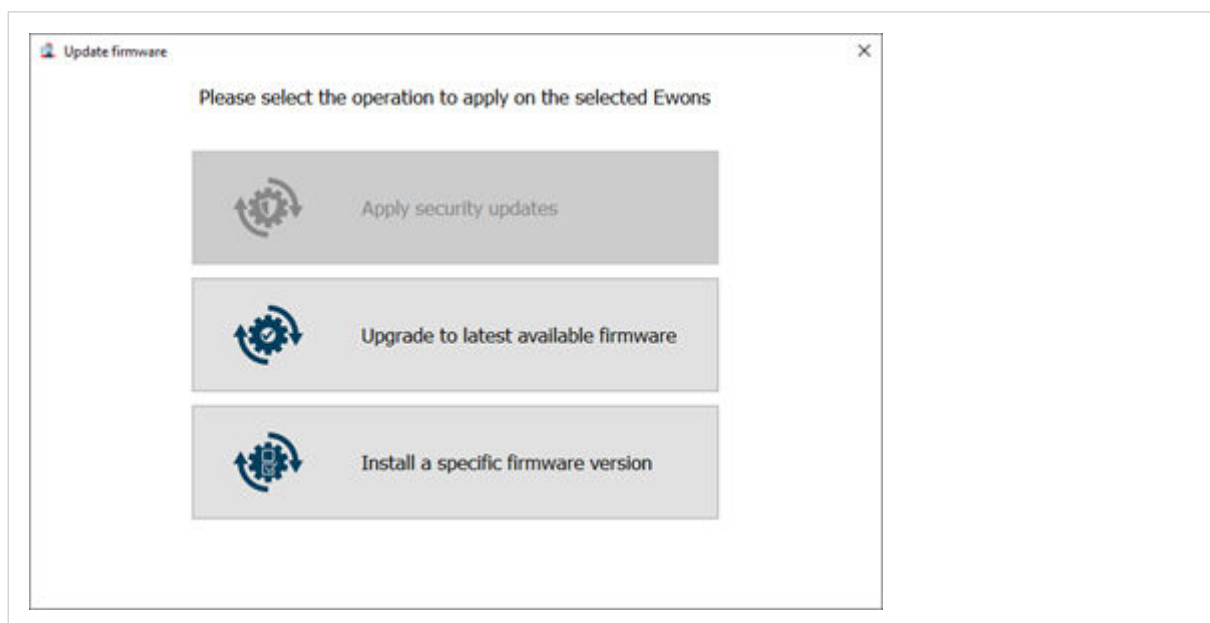 Update firmware
Please select the operation to apply on the selected Ewons
Apply security updates
Upgrade to latest available firmware
Install a specific firmware version